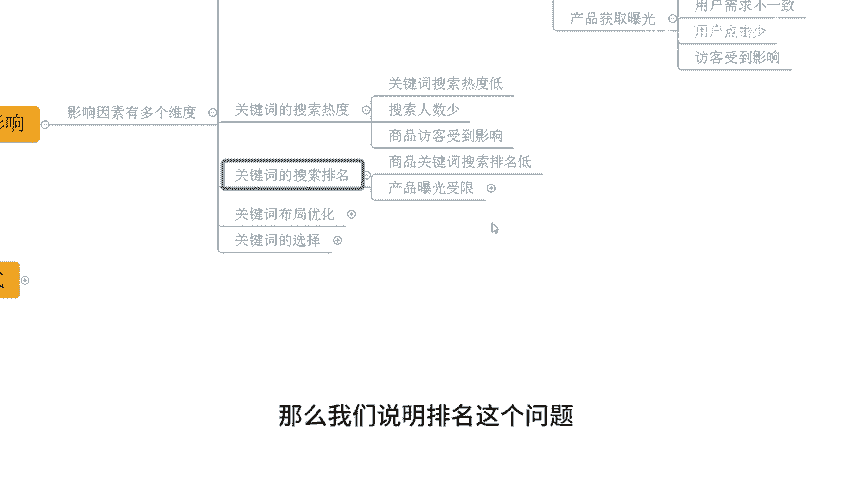 用户需求不一致
产品获取曝光
用户点击少
访客受到影响
关键词搜索热度低
影响
影响因素有多个维度
关键词的搜索热度
搜索人数少
商品访客受到影响
商品关键词搜索排名低
关键词的搜索排名
产品曝光受限
关键词布局优化
关键词的选择
那么我们说明排名这个问题